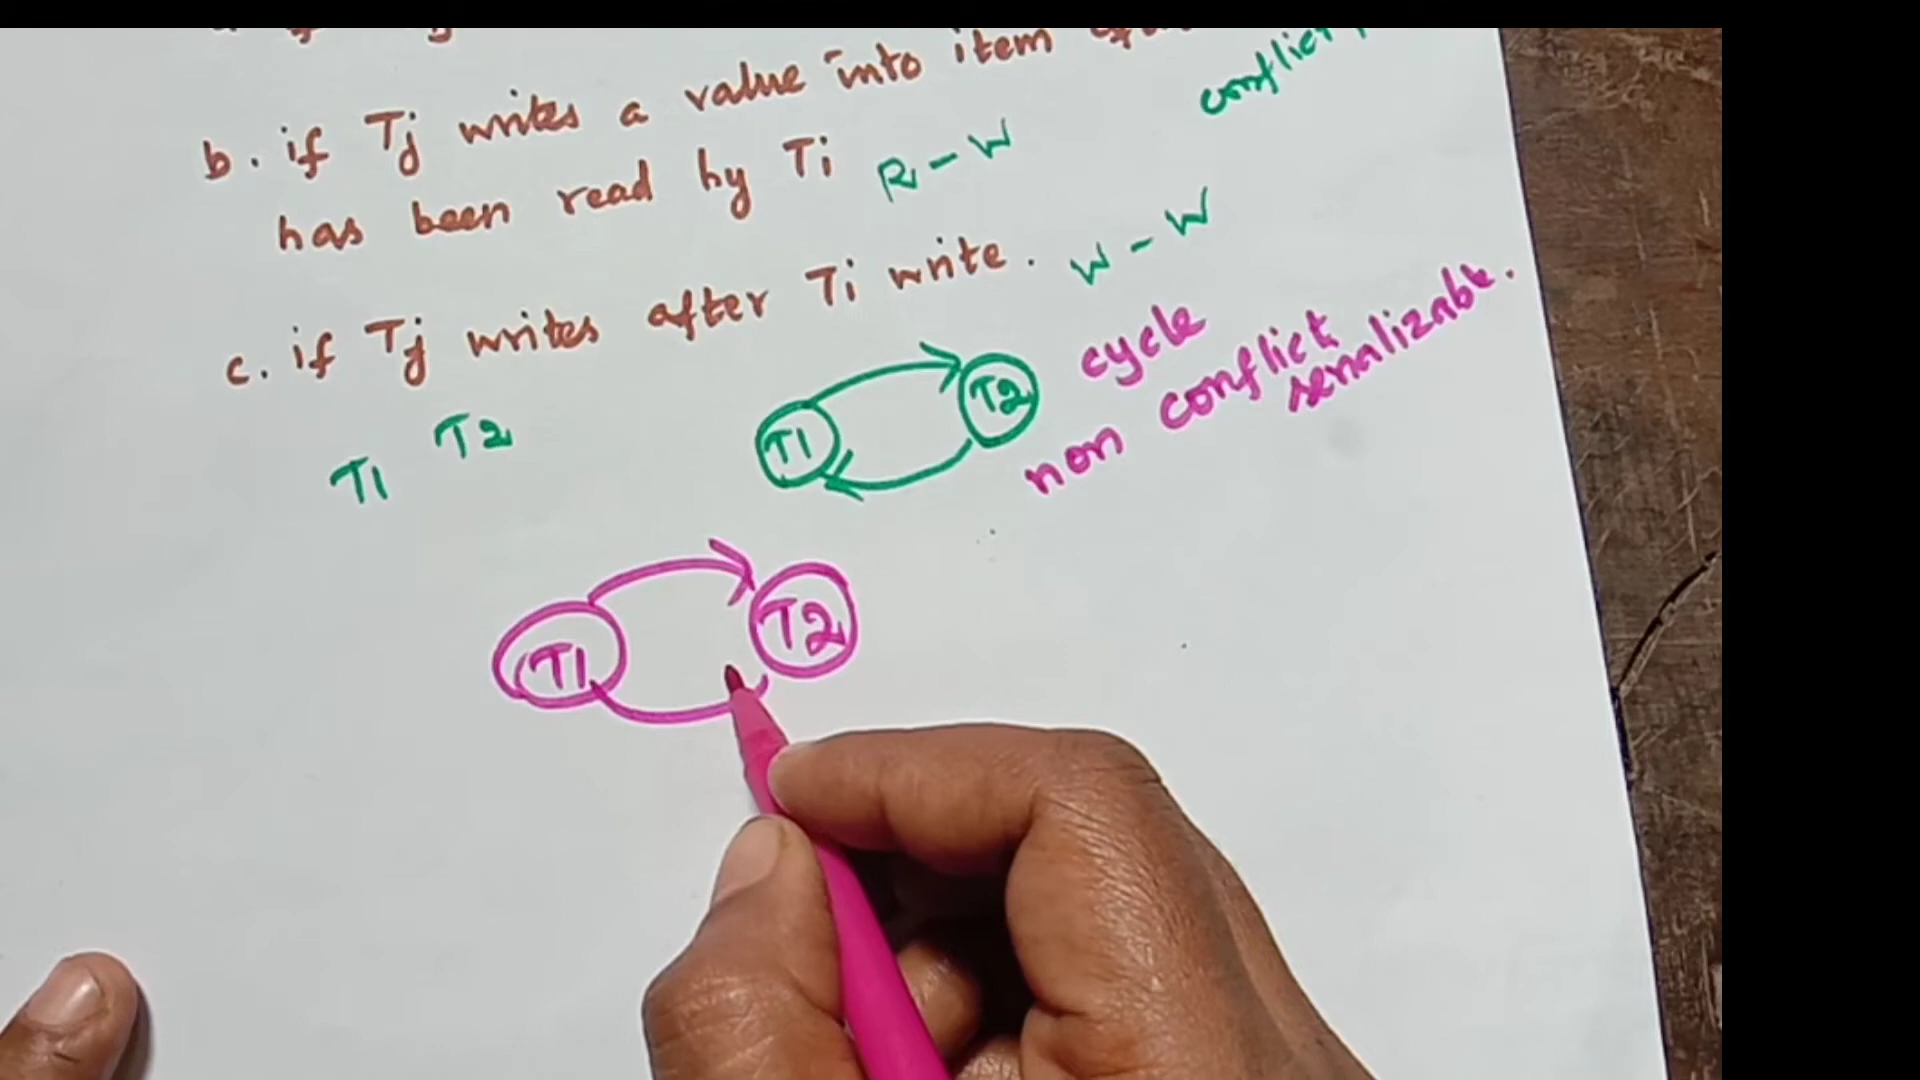 b. if Tj writes a value into item
conflict
has been read by Ti R-W
c. if Tj writes after Ti write. W-W
cycle
non conflict
serializable.
T1 T2
T1 T2
T1 T2